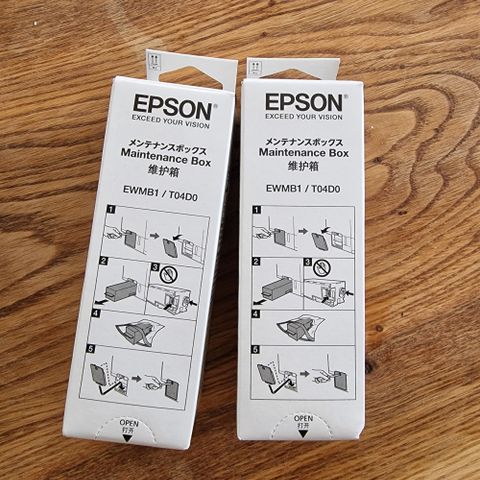 EPSON®
EXCEED YOUR VISION
メンテナンスボックス
Maintenance Box
维护箱
EWMB1 / T04D0
1
2
3
4
5
OPEN
打开
EPSON®
EXCEED YOUR VISION
メンテナンスボックス
Maintenance Box
维护箱
EWMB1 / T04D0
1
2
3
4
5
OPEN
打开